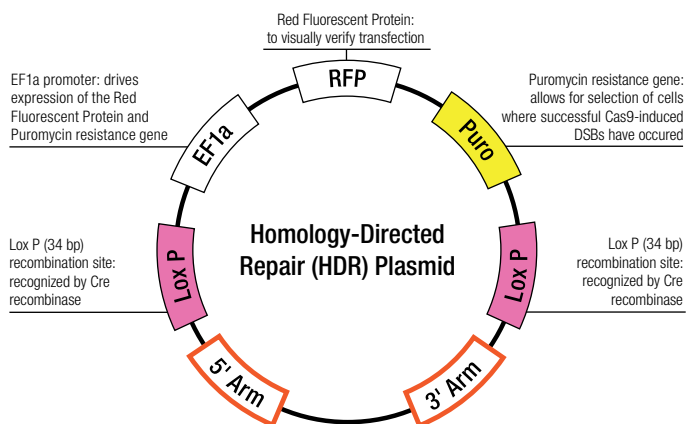 Red Fluorescent Protein:
to visually verify transfection
RFP
EF1a promoter: drives
expression of the Red
Fluorescent Protein and
Puromycin resistance gene
EF1a
Puromycin resistance gene:
allows for selection of cells
where successful Cas9-induced
DSBs have occured
Puro
Homology-Directed
Repair (HDR) Plasmid
Lox P (34 bp)
recombination site:
recognized by Cre
recombinase
Lox P
Lox P
Lox P (34 bp)
recombination site:
recognized by Cre
recombinase
5' Arm
3' Arm